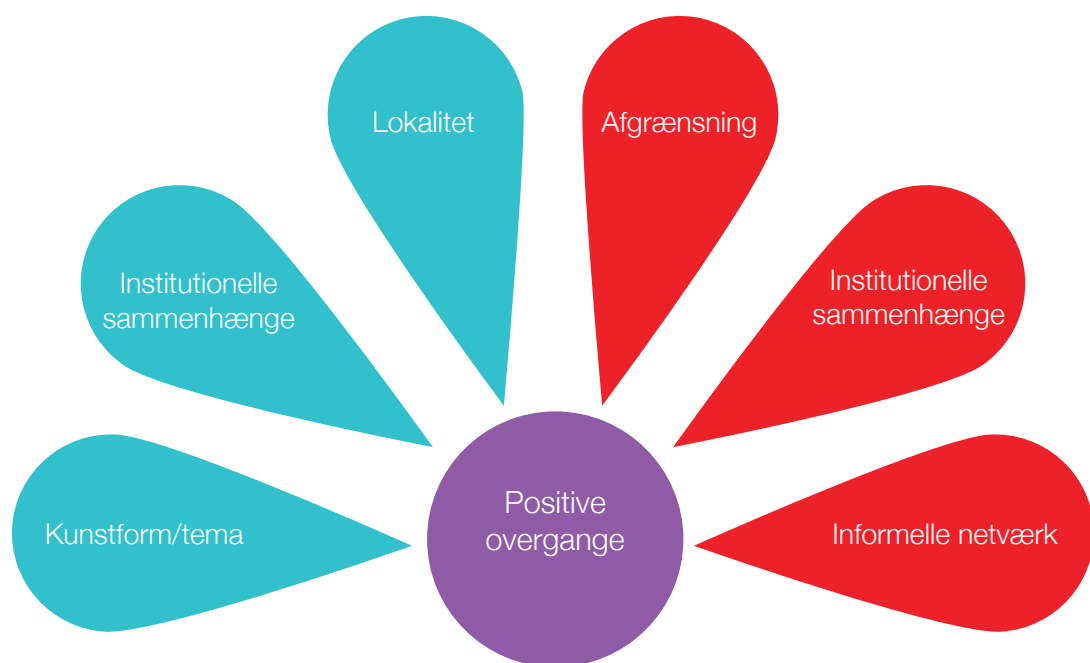 Lokalitet
Afgrænsning
Institutionelle
sammenhænge
Institutionelle
sammenhænge
Kunstform/tema
Positive
overgange
Informelle netværk